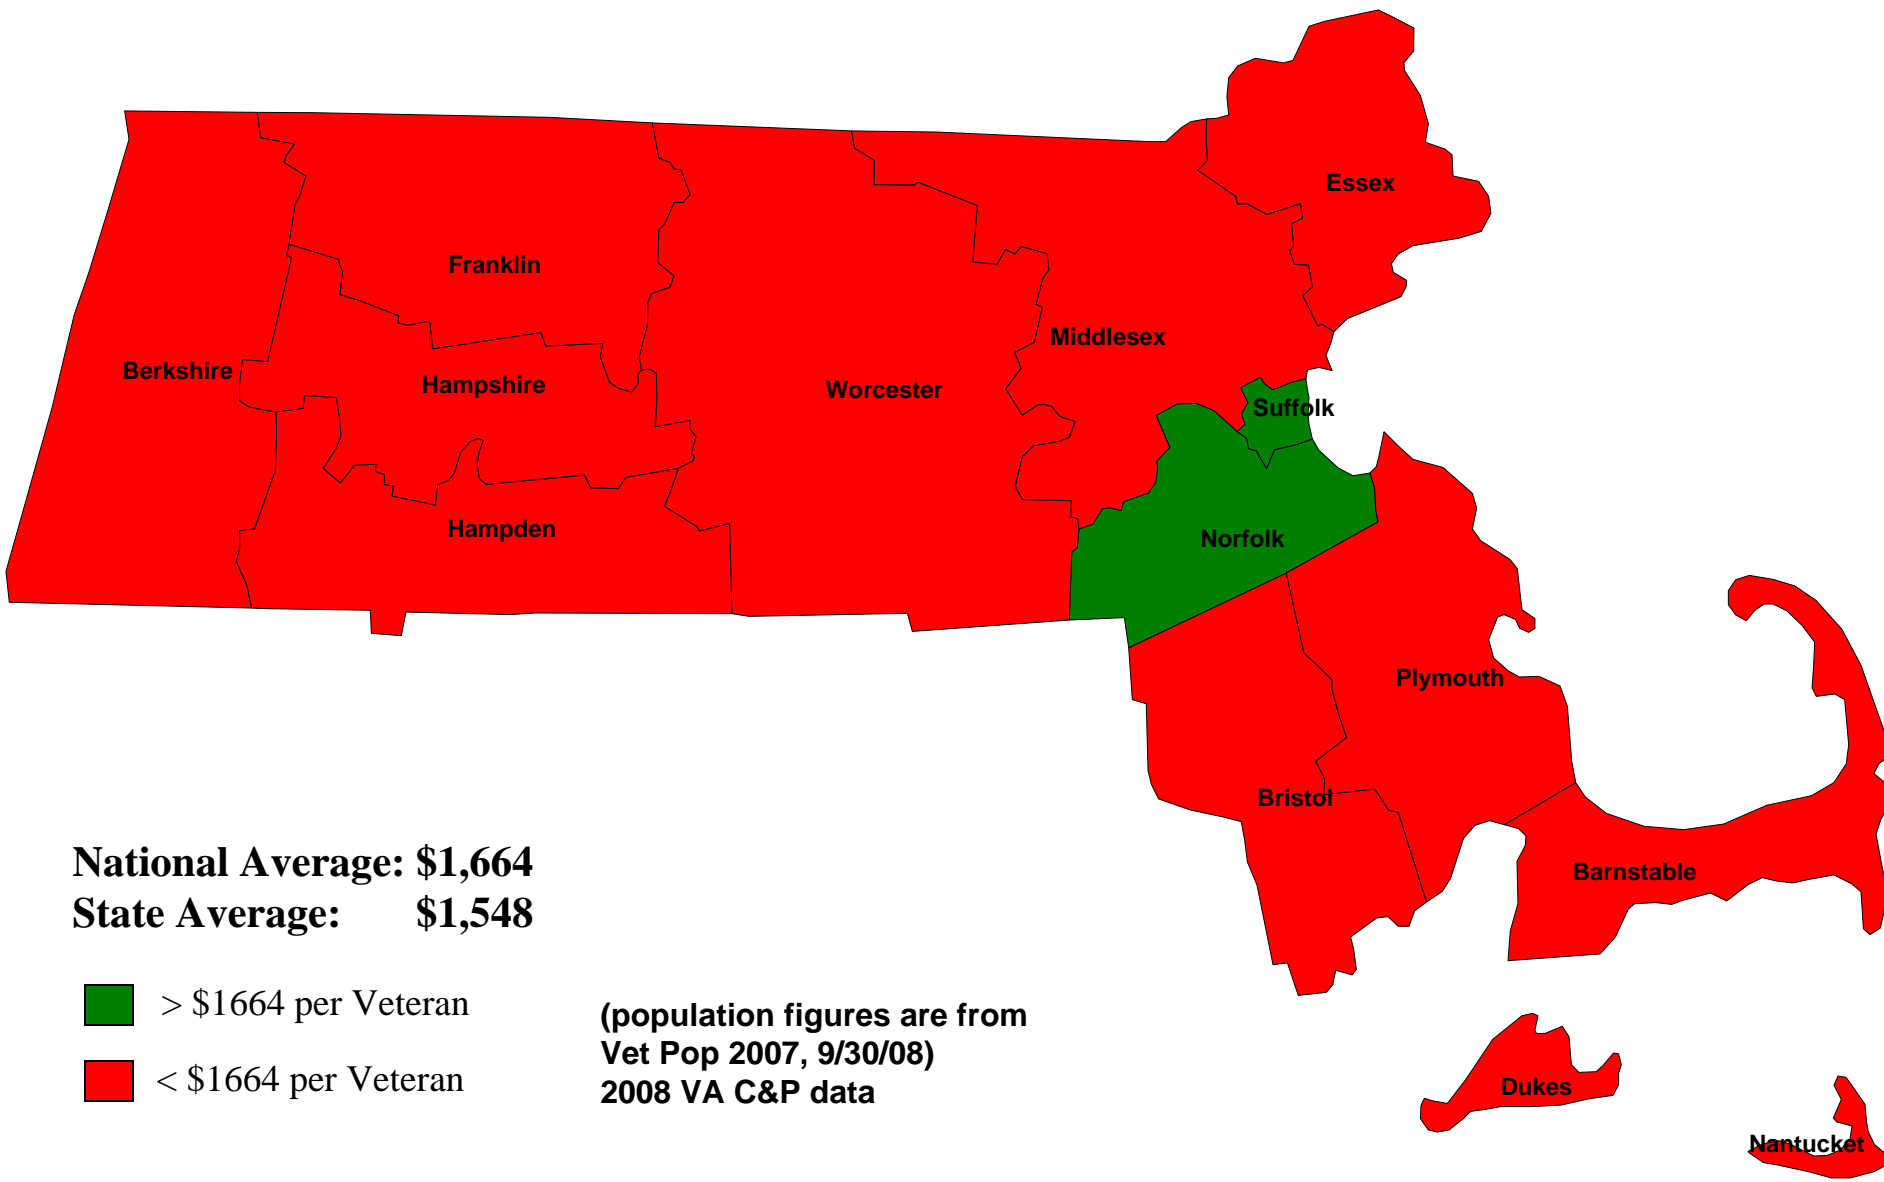 Essex
Franklin
Middlesex
Berkshire
Hampshire
Worcester
Suffolk
Hampden
Norfolk
Plymouth
Bristol
Barnstable
National Average: $1,664
State Average: $1,548
> $1664 per Veteran
< $1664 per Veteran
(population figures are from
Vet Pop 2007, 9/30/08)
2008 VA C&P data
Dukes
Nantucket